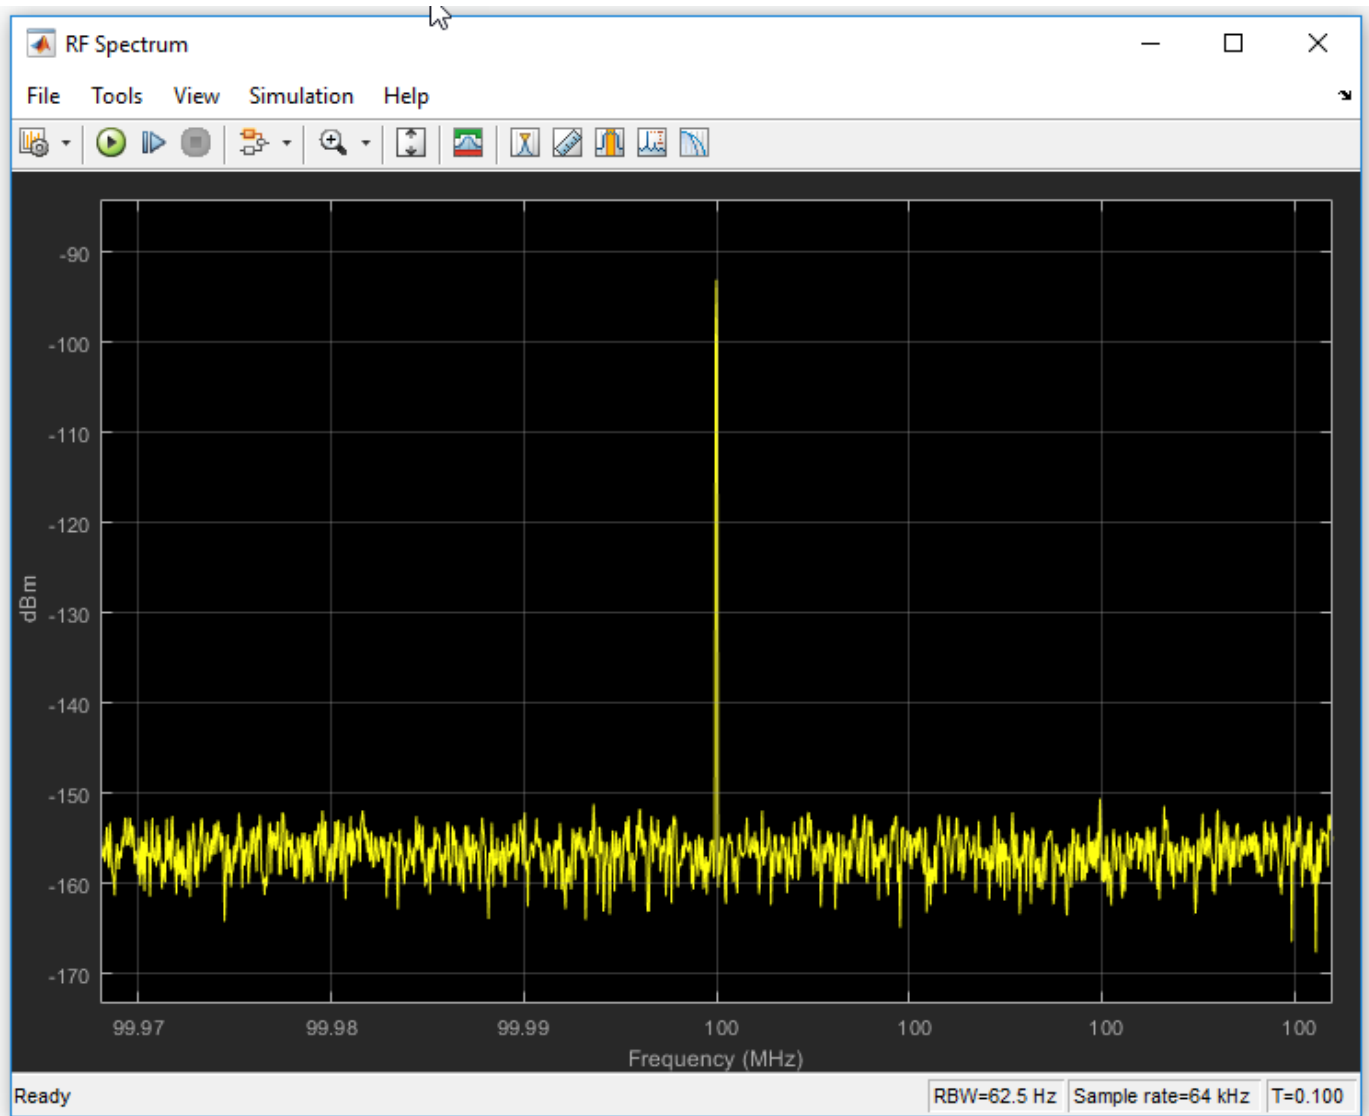 RF Spectrum
File Tools View Simulation Help
-90
-100
-110
-120
-130
-140
-150
-160
-170
dBm
99.97 99.98 99.99 100 100 100 100
Frequency (MHz)
Ready RBW=62.5 Hz Sample rate=64 kHz T=0.100